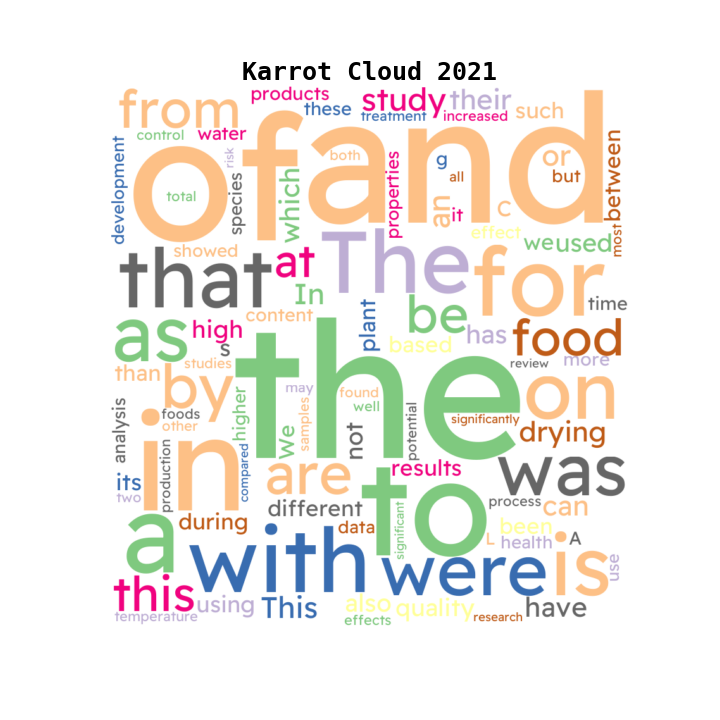 Karrot Cloud 2021
products
from
these
study
their
such
control
water
treatment
increased
of
and
development
risk
both
g
or
all
but
between
total
species
which
properties
an
it
C
effect
we
used
most
showed
that
at
The
for
In
time
content
plant
be
has
food
as
high
s
based
more
than
studies
by
the
review
on
may
found
well
foods
other
higher
We
samples
not
potential
significantly
drying
analysis
production
compared
in
are
results
was
its
two
different
to
process
can
a
during
data
significant
been
L
health
A
with
were
is
use
this
using
This
also
quality
have
temperature
effects
research